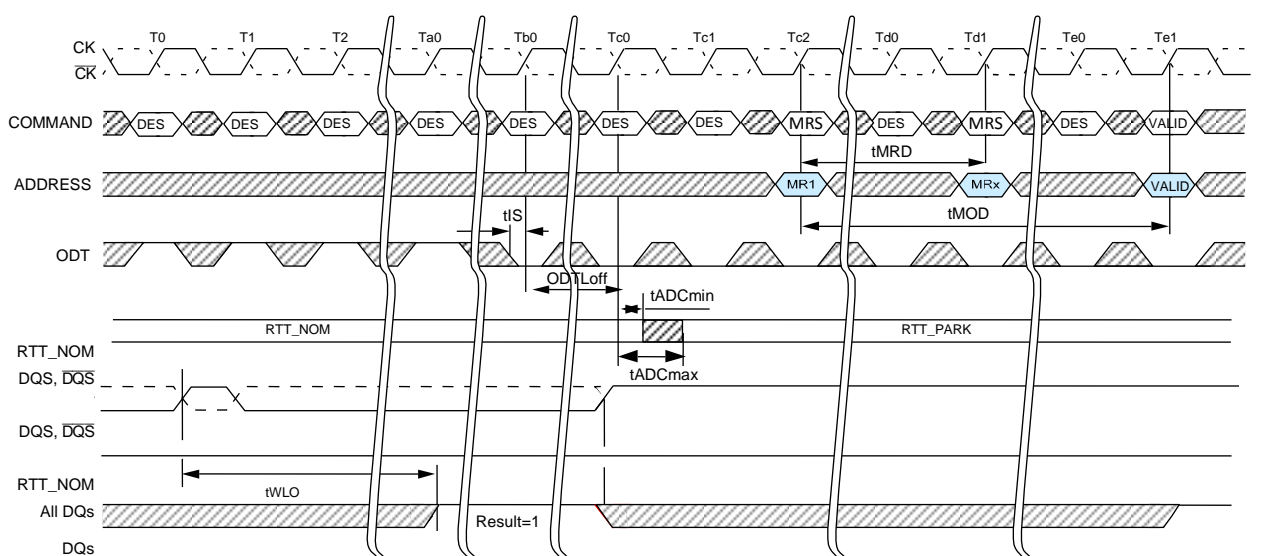 T0 T1 T2 Ta0 Tb0 Tc0 Tc1 Tc2 Td0 Td1 Te0 Te1
CK
CK
COMMAND DES DES DES DES DES DES DES MRS DES MRS DES VALID
tMRD
ADDRESS MR1 MRx VALID
tIS tMOD
ODT
ODTLoff
tADCmin
RTT_NOM RTT_PARK
RTT_NOM
tADCmax
DQS, DQS
DQS, DQS
RTT_NOM
tWLO
All DQs
Result=1
DQs